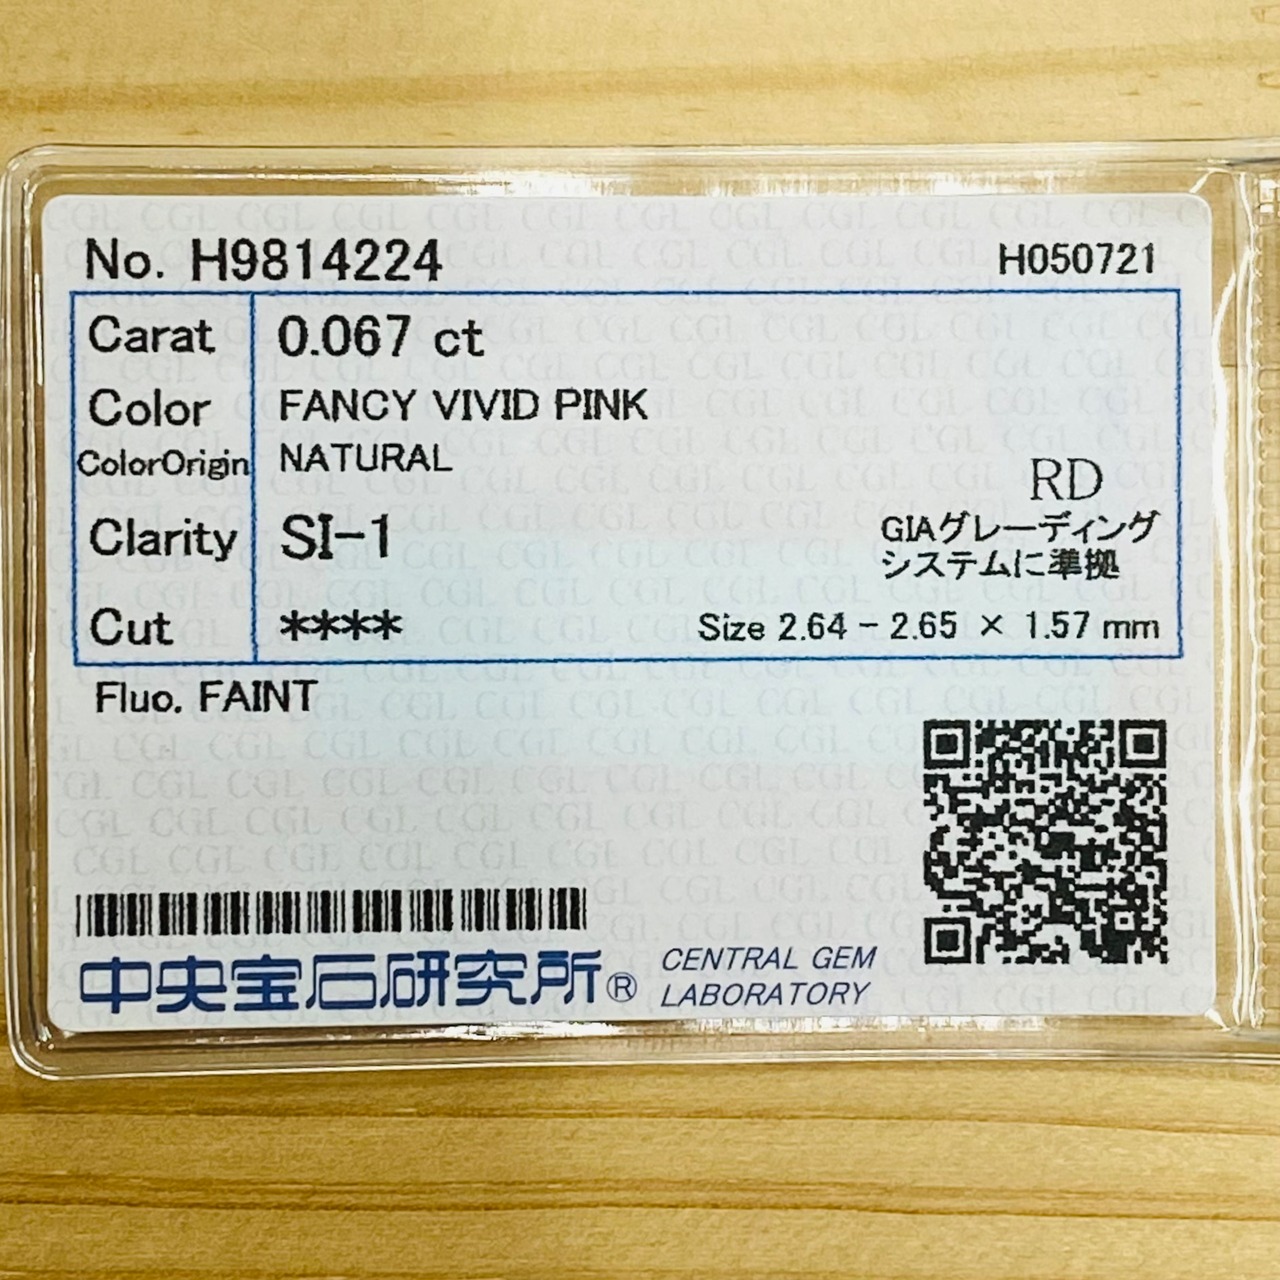 No. H9814224 H050721
Carat 0.067 ct
Color FANCY VIVID PINK
ColorOrigin NATURAL
RD
Clarity SI-1
GIAグレーディング
システムに準拠
Cut **** Size 2.64 - 2.65 × 1.57 mm
Fluo. FAINT
中央宝石研究所® CENTRAL GEM
LABORATORY